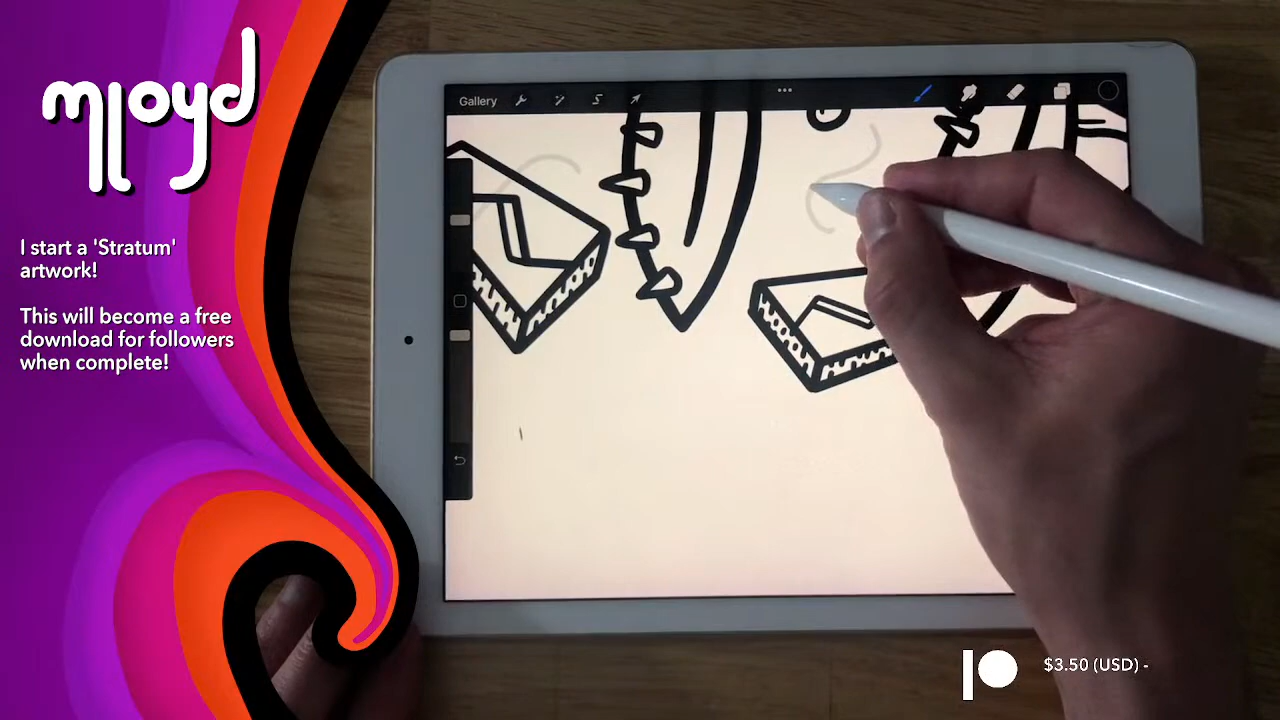 mloyd
I start a 'Stratum'
artwork!
This will become a free
download for followers
when complete!
Gallery
$3.50 (USD) -